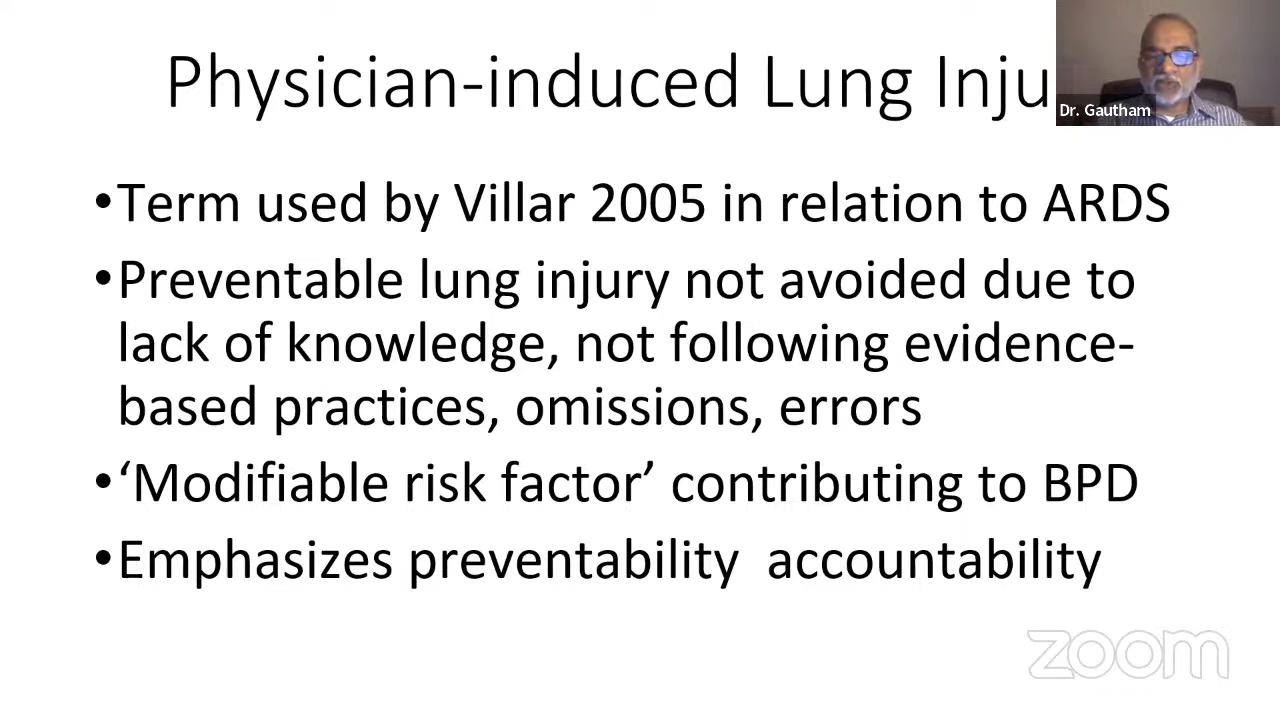 Physician-induced Lung Inju
Dr. Gautham
•Term used by Villar 2005 in relation to ARDS
•Preventable lung injury not avoided due to
lack of knowledge, not following evidence-
based practices, omissions, errors
•‘Modifiable risk factor’ contributing to BPD
•Emphasizes preventability  accountability
zoom